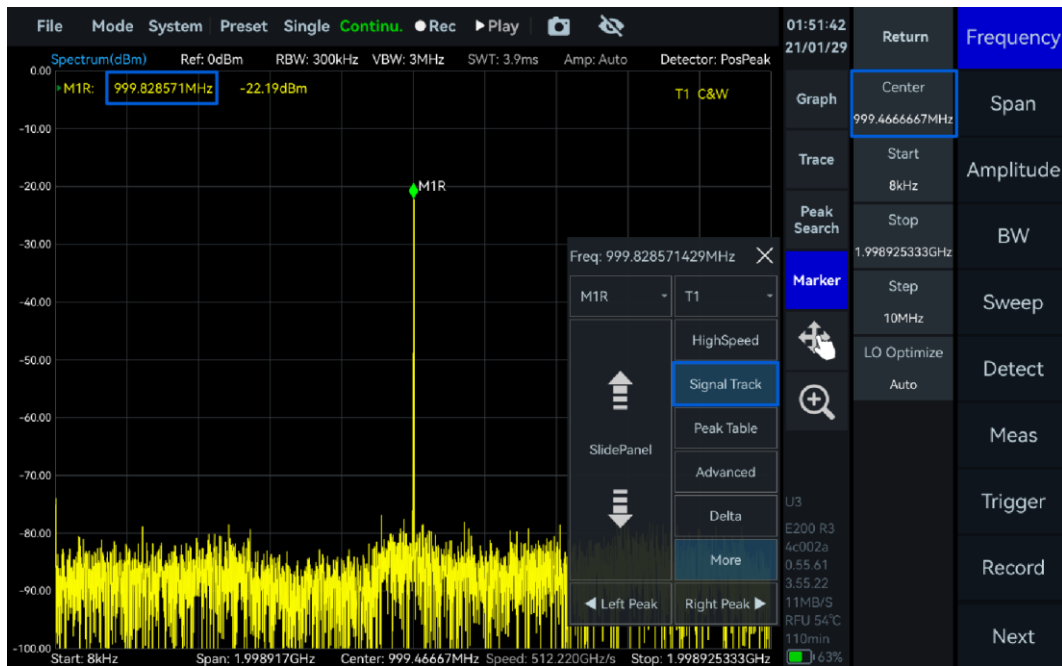 File Mode System Preset Single Continu. Rec Play
Spectrum(dBm) Ref: 0dBm RBW: 300kHz VBW: 3MHz SWT: 3.9ms Amp: Auto Detector: PosPeak
0.00
M1R: 999.828571MHz -22.19dBm
T1 C&W
-10.00
-20.00
M1R
-30.00
-40.00
-50.00
-60.00
-70.00
-80.00
-90.00
-100.00
Start: 8kHz Span: 1.998917GHz Center: 999.46667MHz Speed: 512.220GHz/s Stop: 1.998925333GHz
Freq: 999.828571429MHz
M1R T1
HighSpeed
Signal Track
Peak Table
SlidePanel
Advanced
Delta
More
Left Peak Right Peak
01:51:42
21/01/29
Graph
Trace
Peak
Search
Marker
U3
E200 R3
4c002a
0.55.61
3.55.22
11MB/S
RFU 54℃
110min
63%
Return
Center
999.4666667MHz
Start
8kHz
Stop
1.998925333GHz
Step
10MHz
LO Optimize
Auto
Frequency
Span
Amplitude
BW
Sweep
Detect
Meas
Trigger
Record
Next